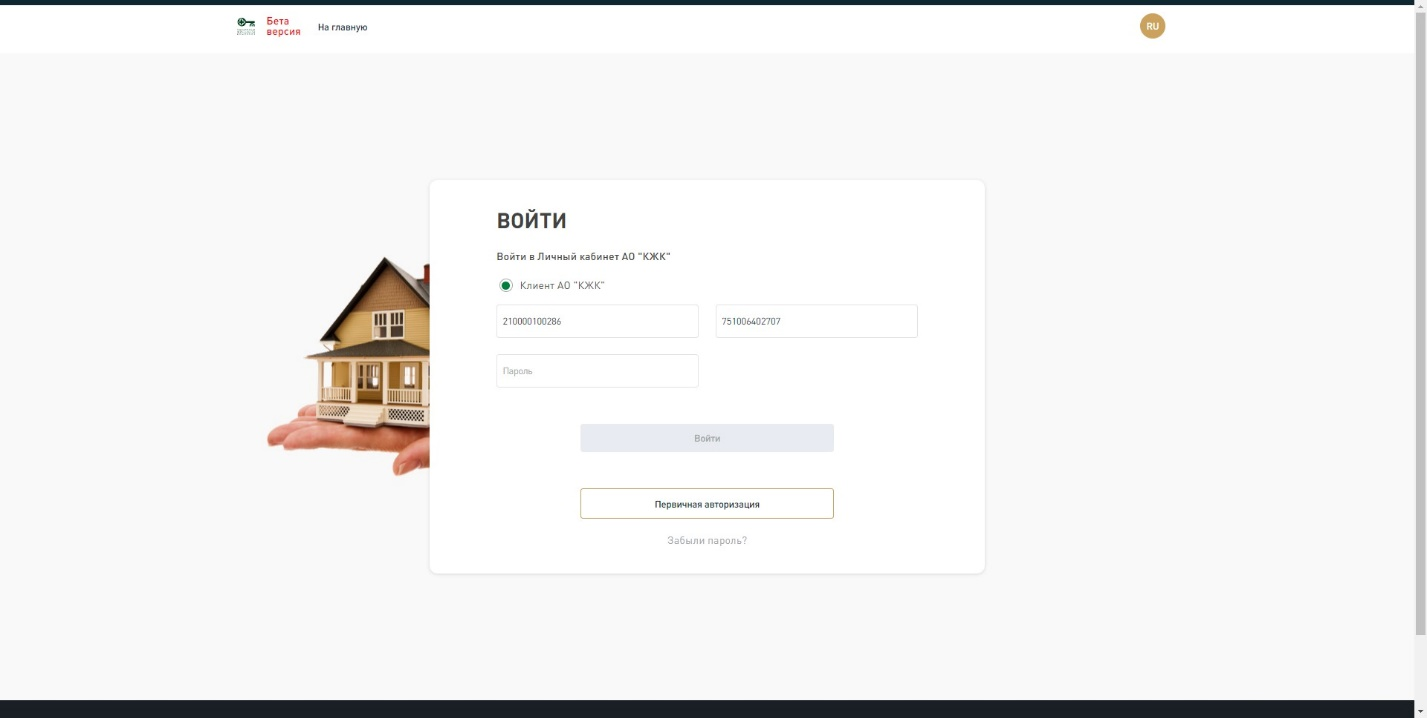 Бета
версия
На главную
RU
ВОЙТИ
Войти в Личный кабинет АО "КЖК"
Клиент АО "КЖК"
210000100286
751006402707
Пароль
Войти
Первичная авторизация
Забыли пароль?